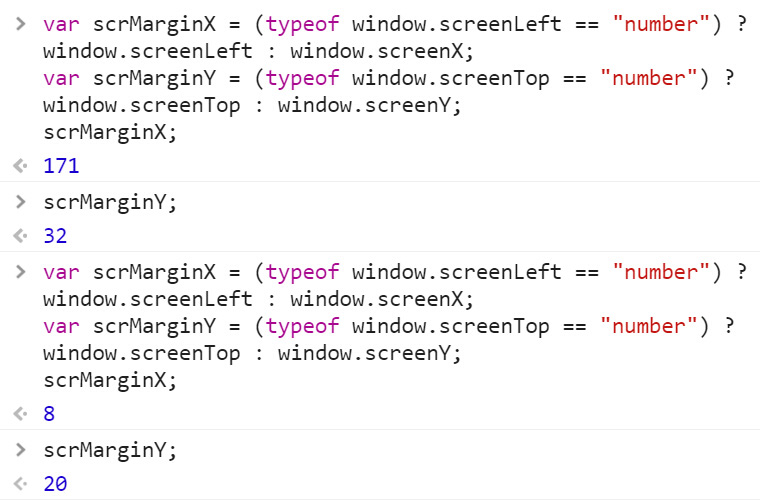 > var scrMarginX = (typeof window.screenLeft == "number") ?
window.screenLeft : window.screenX;
var scrMarginY = (typeof window.screenTop == "number") ?
window.screenTop : window.screenY;
scrMarginX;
171
> scrMarginY;
32
> var scrMarginX = (typeof window.screenLeft == "number") ?
window.screenLeft : window.screenX;
var scrMarginY = (typeof window.screenTop == "number") ?
window.screenTop : window.screenY;
scrMarginX;
8
> scrMarginY;
20